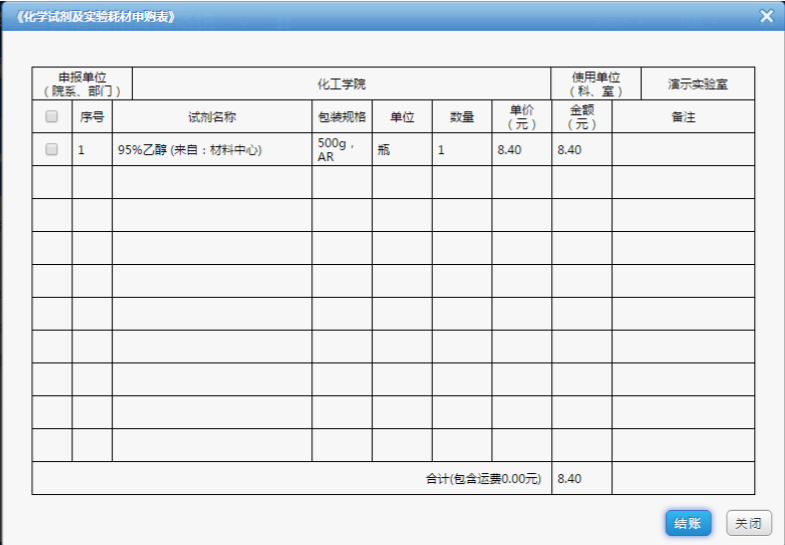 《化学试剂及实验耗材申购表》
申报单位
（院系、部门）
化工学院
使用单位
（科、室）
演示实验室
序号
试剂名称
包装规格
单位
数量
单价
（元）
金额
（元）
备注
1
95%乙醇 (来自：材料中心)
500g，
AR
瓶
1
8.40
8.40
合计(包含运费0.00元)
8.40
结账
关闭